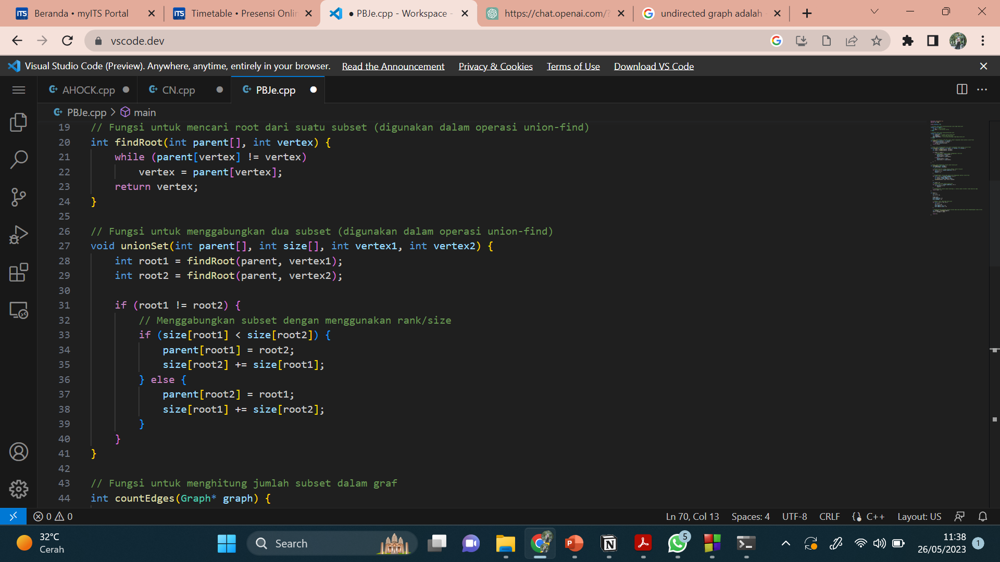 Beranda • myITS Portal
Timetable • Presensi Onlin
● PBJe.cpp - Workspace -
https://chat.openai.com/?
undirected graph adalah
vscode.dev
Visual Studio Code (Preview). Anywhere, anytime, entirely in your browser. Read the Announcement Privacy & Cookies Terms of Use Download VS Code
AHOCK.cpp
CN.cpp
PBJe.cpp
PBJe.cpp > main
19 // Fungsi untuk mencari root dari suatu subset (digunakan dalam operasi union-find)
20 int findRoot(int parent[], int vertex) {
21 while (parent[vertex] != vertex)
22 vertex = parent[vertex];
23 return vertex;
24 }
25
26 // Fungsi untuk menggabungkan dua subset (digunakan dalam operasi union-find)
27 void unionSet(int parent[], int size[], int vertex1, int vertex2) {
28 int root1 = findRoot(parent, vertex1);
29 int root2 = findRoot(parent, vertex2);
30
31 if (root1 != root2) {
32 // Menggabungkan subset dengan menggunakan rank/size
33 if (size[root1] < size[root2]) {
34 parent[root1] = root2;
35 size[root2] += size[root1];
36 } else {
37 parent[root2] = root1;
38 size[root1] += size[root2];
39 }
40 }
41 }
42
43 // Fungsi untuk menghitung jumlah subset dalam graf
44 int countEdges(Graph* graph) {
0 0
Ln 70, Col 13 Spaces: 4 UTF-8 CRLF C++ Layout: US
32°C
Cerah
Search
5
11:38
26/05/2023
1